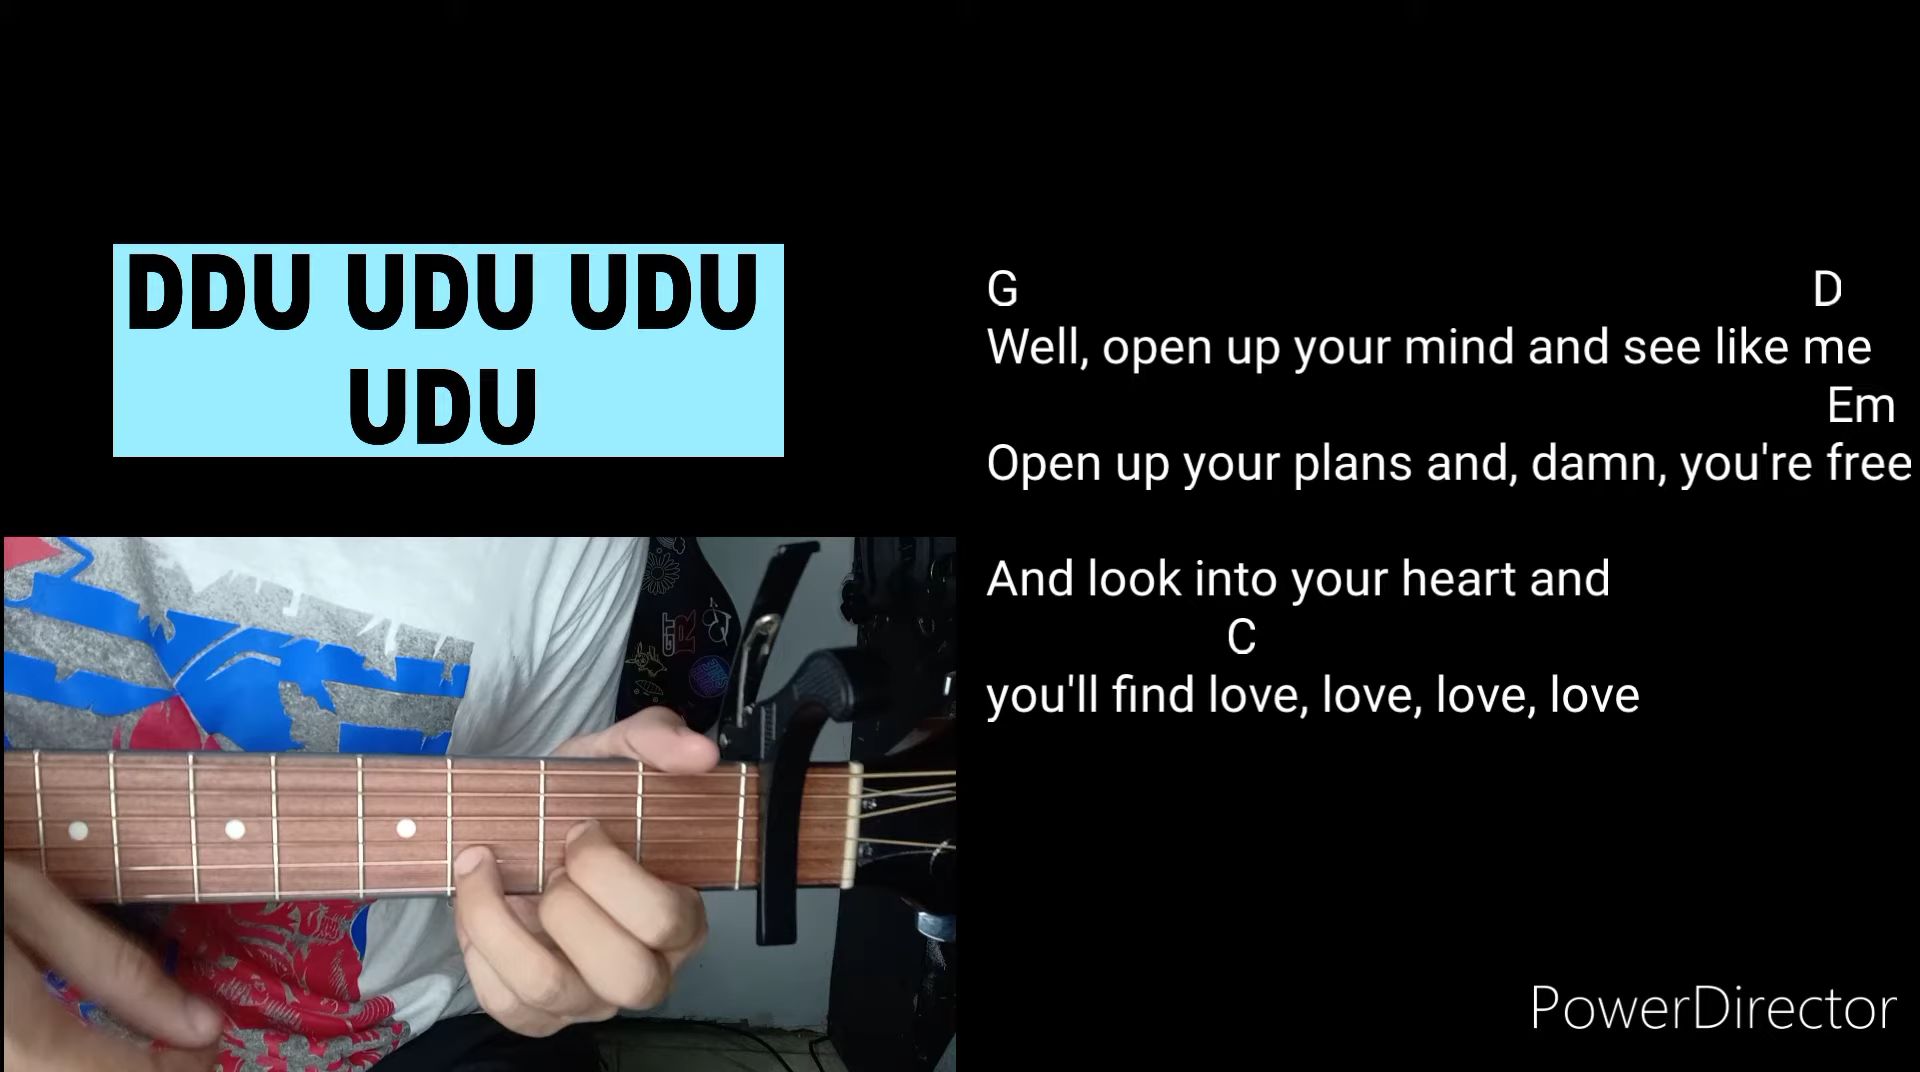 DDU UDU UDU
UDU
G D
Well, open up your mind and see like me
Em
Open up your plans and, damn, you're free
And look into your heart and
C
you'll find love, love, love, love
GIT
PowerDirector